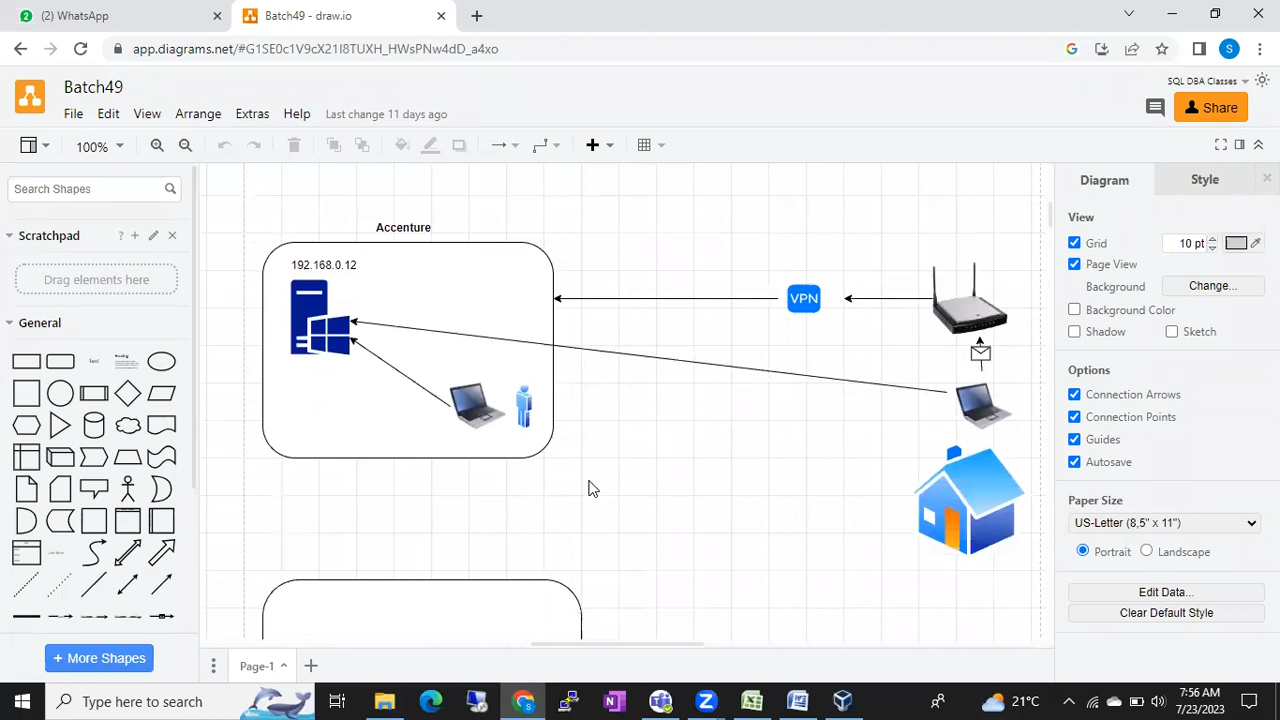 2
(2) WhatsApp
Batch49 - draw.io
app.diagrams.net/#G1SE0c1V9cX21I8TUXH_HWsPNw4dD_a4xo
G
S
Batch49
SQL DBA Classes
File Edit View Arrange Extras Help Last change 11 days ago
Share
100%
Search Shapes
Scratchpad
?
Drag elements here
General
Text
Heading
+ More Shapes
Accenture
192.168.0.12
VPN
Page-1
Diagram Style
View
Grid 10 pt
Page View
Background Change...
Background Color
Shadow Sketch
Options
Connection Arrows
Connection Points
Guides
Autosave
Paper Size
US-Letter (8,5" x 11")
Portrait Landscape
Edit Data...
Clear Default Style
Type here to search
21°C
7:56 AM
7/23/2023